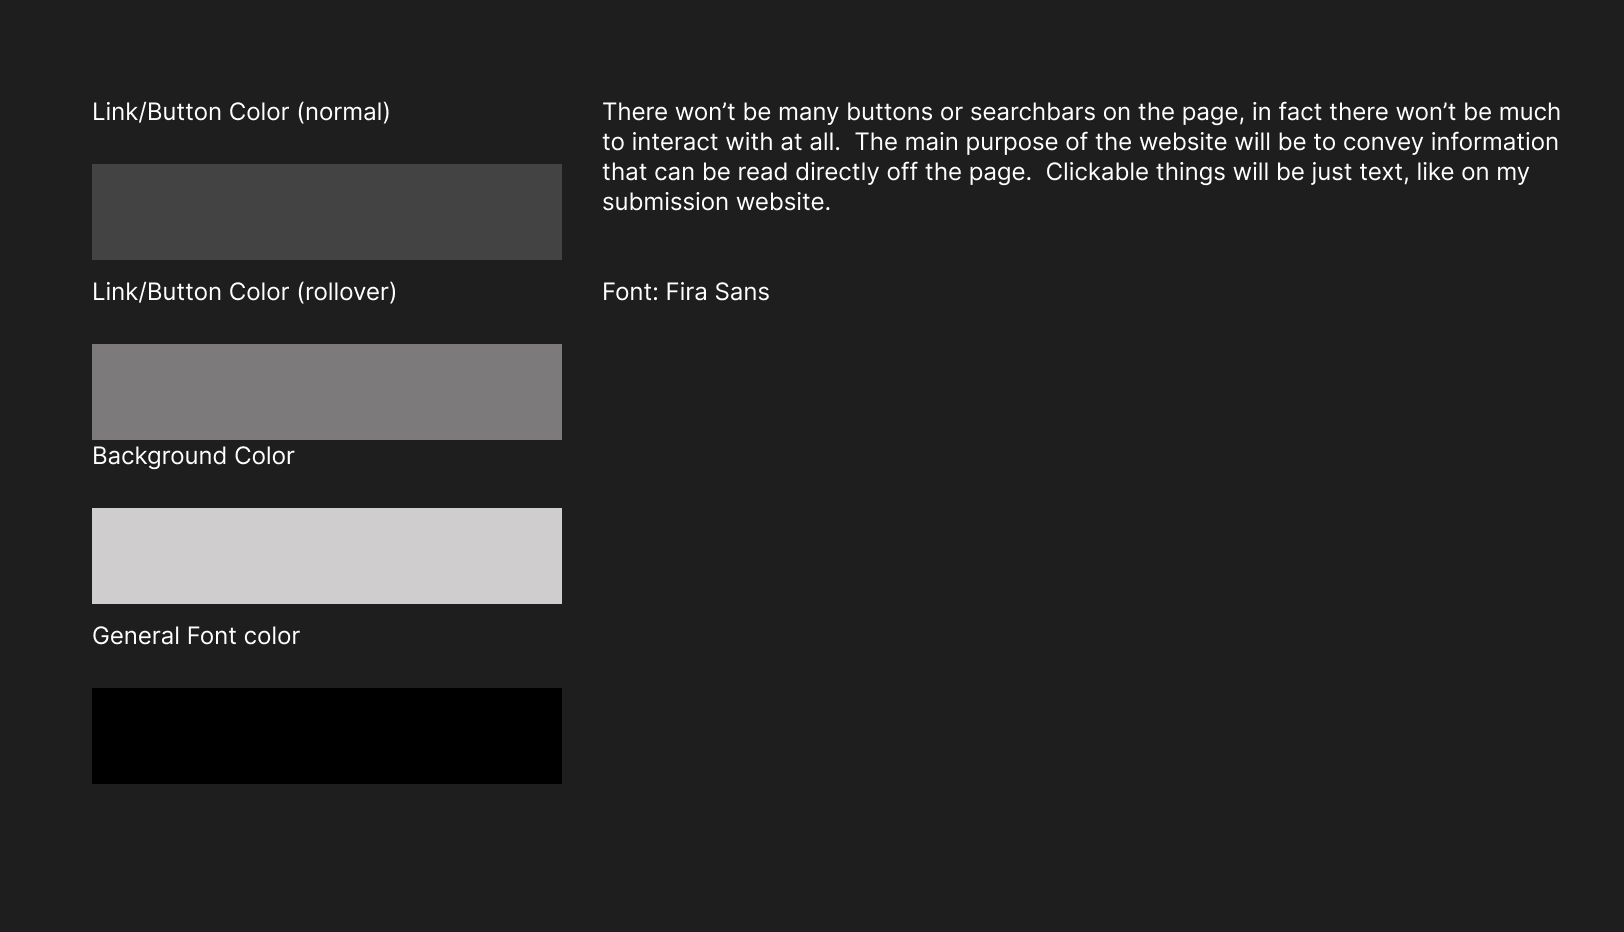 Link/Button Color (normal)
There won’t be many buttons or searchbars on the page, in fact there won’t be much
to interact with at all.  The main purpose of the website will be to convey information
that can be read directly off the page.  Clickable things will be just text, like on my
submission website.
Link/Button Color (rollover)
Font: Fira Sans
Background Color
General Font color